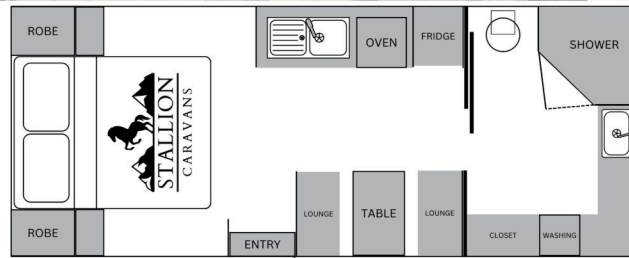 ROBE
OVEN
FRIDGE
SHOWER
STALLION
CARAVANS
ROBE
ENTRY
LOUNGE
TABLE
LOUNGE
CLOSET
WASHING